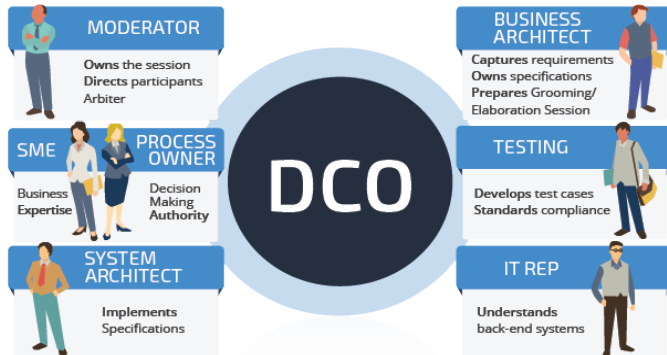 MODERATOR
Owns the session
Directs participants
Arbiter
SME
PROCESS
OWNER
Business
Expertise
Decision
Making
Authority
SYSTEM
ARCHITECT
Implements
Specifications
DCO
BUSINESS
ARCHITECT
Captures requirements
Owns specifications
Prepares Grooming/
Elaboration Session
TESTING
Develops test cases
Standards compliance
IT REP
Understands
back-end systems